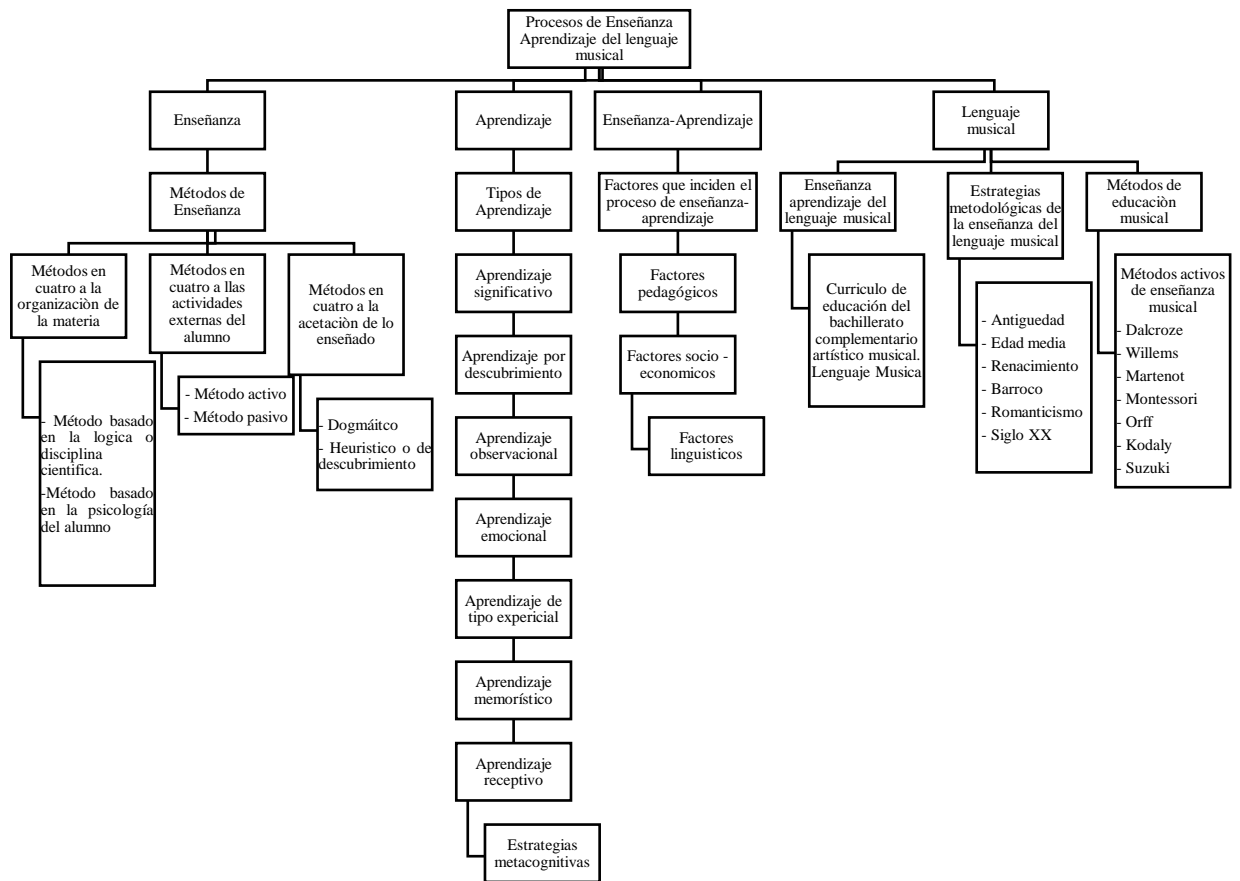 Procesos de Enseñanza
Aprendizaje del lenguaje
musical
Enseñanza
Métodos de
Enseñanza
Métodos en
cuatro a la
organizaciòn de
la materia
- Método basado
en la logica o
disciplina
cientifica.
-Método basado
en la psicología
del alumno
Métodos en
cuatro a llas
actividades
externas del
alumno
- Método activo
- Método pasivo
Métodos en
cuatro a la
acetaciòn de lo
enseñado
- Dogmáitco
- Heuristico o de
descubrimiento
Aprendizaje
Tipos de
Aprendizaje
Aprendizaje
significativo
Aprendizaje por
descubrimiento
Aprendizaje
observacional
Aprendizaje
emocional
Aprendizaje de
tipo expericial
Aprendizaje
memorístico
Aprendizaje
receptivo
Estrategias
metacognitivas
Enseñanza-Aprendizaje
Factores que inciden el
proceso de enseñanza-
aprendizaje
Factores
pedagógicos
Factores socio -
economicos
Factores
linguisticos
Lenguaje
musical
Enseñanza
aprendizaje del
lenguaje musical
Curriculo de
educación del
bachillerato
complementario
artístico musical.
Lenguaje Musica
Estrategias
metodológicas de
la enseñanza del
lenguaje musical
- Antiguedad
- Edad media
- Renacimiento
- Barroco
- Romanticismo
- Siglo XX
Métodos de
educaciòn
musical
Métodos activos
de enseñanza
musical
- Dalcroze
- Willems
- Martenot
- Montessori
- Orff
- Kodaly
- Suzuki